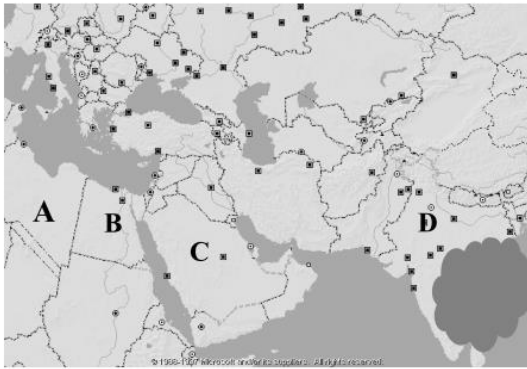 A
B
C
D
© 1988-1997 Microsoft and/or its suppliers. All rights reserved.